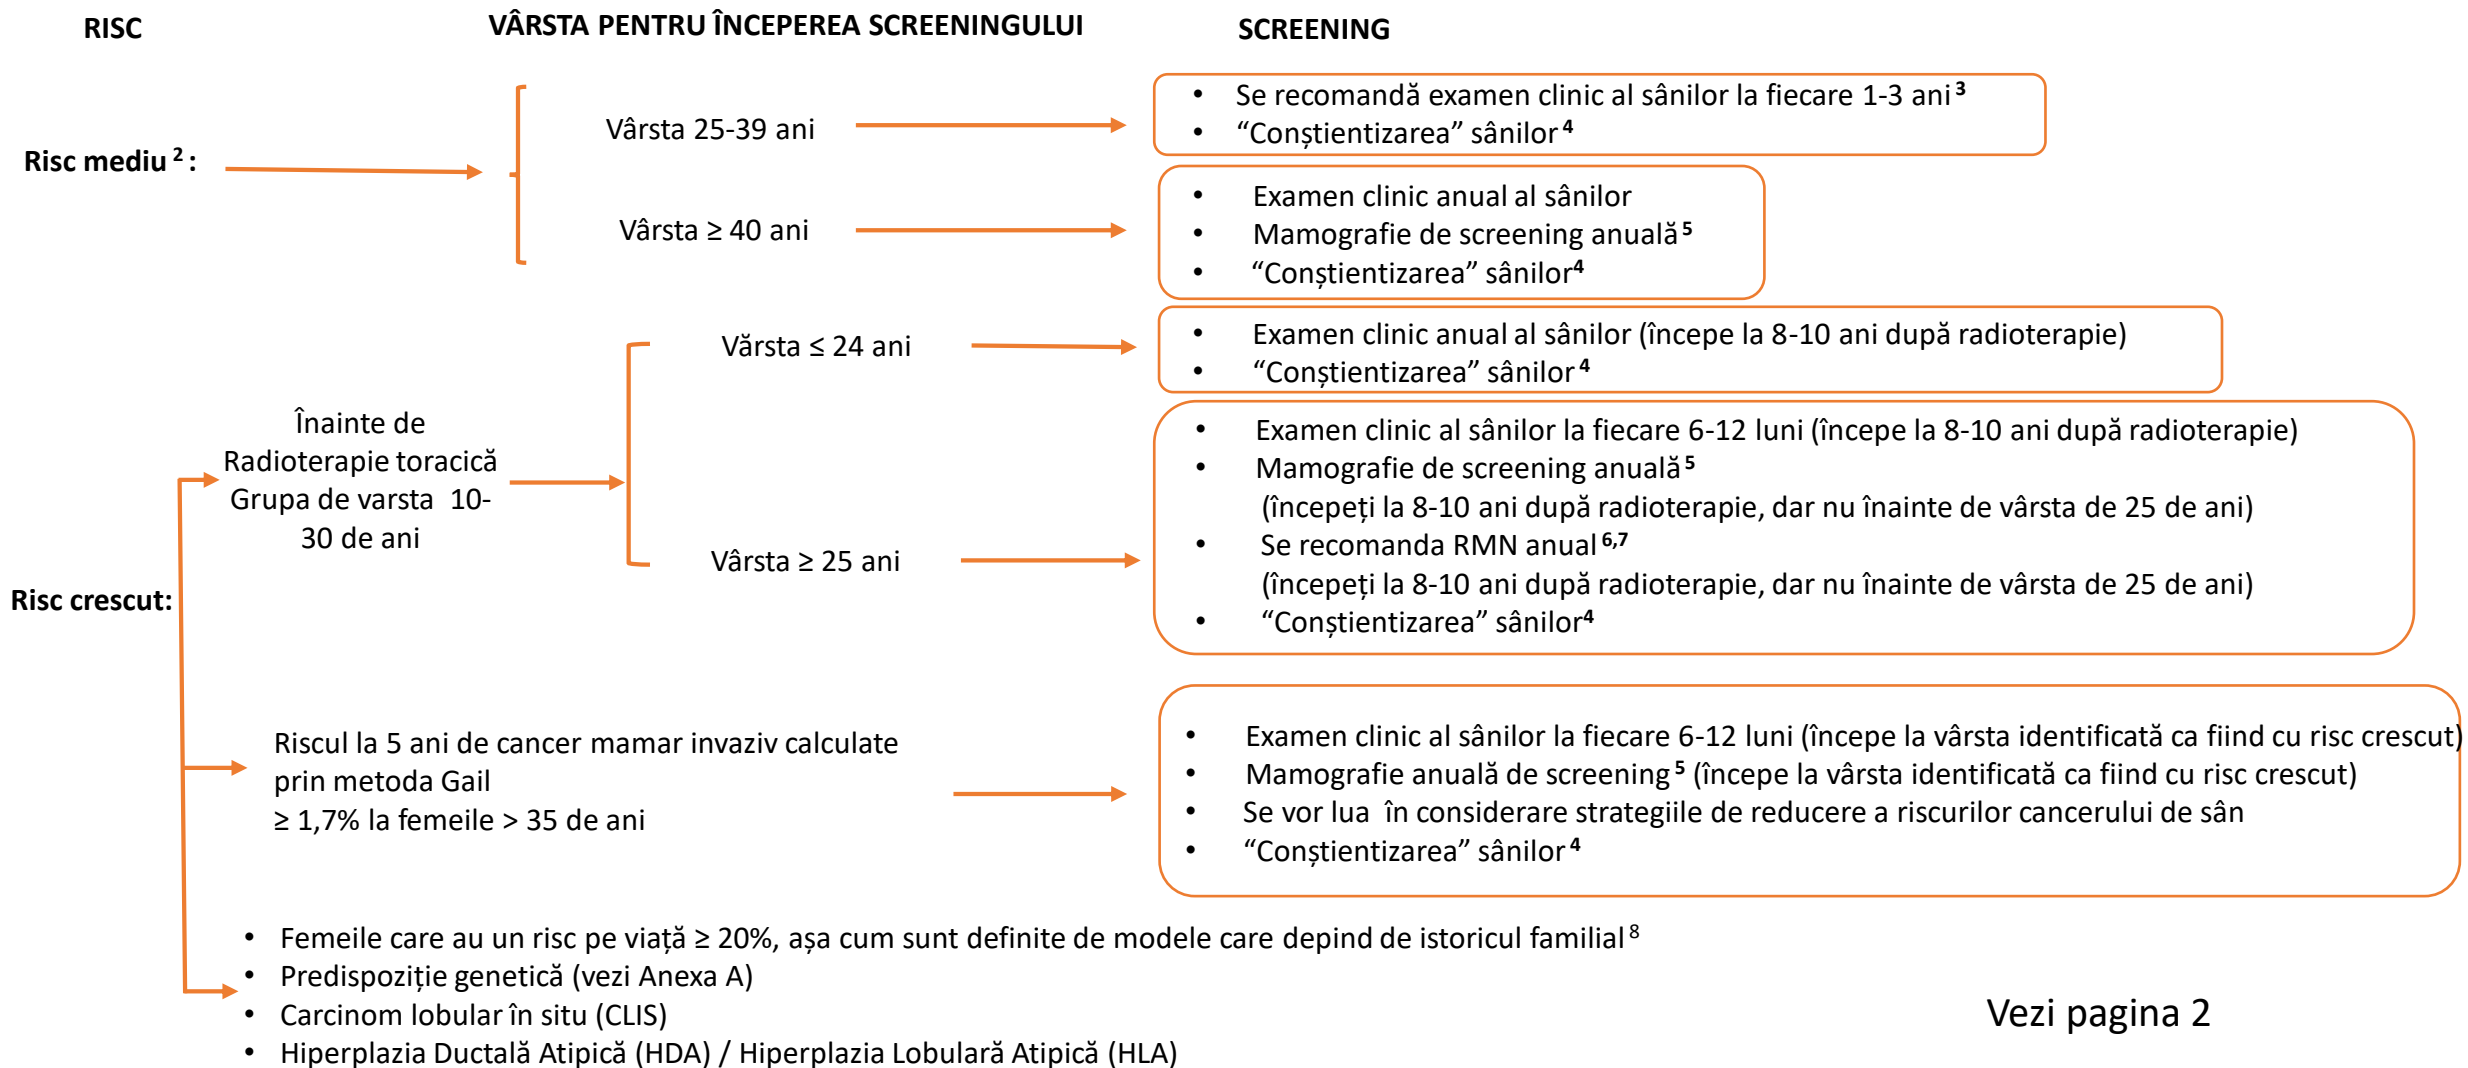 RISC
VÂRSTA PENTRU ÎNCEPEREA SCREENINGULUI
SCREENING
Risc mediu ²:
Vârsta 25-39 ani
• Se recomandă examen clinic al sânilor la fiecare 1-3 ani ³
• “Conștientizarea” sânilor ⁴
Vârsta ≥ 40 ani
• Examen clinic anual al sânilor
• Mamografie de screening anuală ⁵
• “Conștientizarea” sânilor⁴
Risc crescut:
Înainte de
Radioterapie toracică
Grupa de varsta 10-
30 de ani
Vărsta ≤ 24 ani
• Examen clinic anual al sânilor (începe la 8-10 ani după radioterapie)
• “Conștientizarea” sânilor ⁴
Vârsta ≥ 25 ani
• Examen clinic al sânilor la fiecare 6-12 luni (începe la 8-10 ani după radioterapie)
• Mamografie de screening anuală ⁵
(începeți la 8-10 ani după radioterapie, dar nu înainte de vârsta de 25 de ani)
• Se recomanda RMN anual ⁶,⁷
(începeți la 8-10 ani după radioterapie, dar nu înainte de vârsta de 25 de ani)
• “Conștientizarea” sânilor⁴
Riscul la 5 ani de cancer mamar invaziv calculate
prin metoda Gail
≥ 1,7% la femeile > 35 de ani
• Examen clinic al sânilor la fiecare 6-12 luni (începe la vârsta identificată ca fiind cu risc crescut)
• Mamografie anuală de screening ⁵ (începe la vârsta identificată ca fiind cu risc crescut)
• Se vor lua în considerare strategiile de reducere a riscurilor cancerului de sân
• “Conștientizarea” sânilor ⁴
• Femeile care au un risc pe viață ≥ 20%, așa cum sunt definite de modele care depind de istoricul familial ⁸
• Predispoziție genetică (vezi Anexa A)
• Carcinom lobular în situ (CLIS)
• Hiperplazia Ductală Atipică (HDA) / Hiperplazia Lobulară Atipică (HLA)
Vezi pagina 2